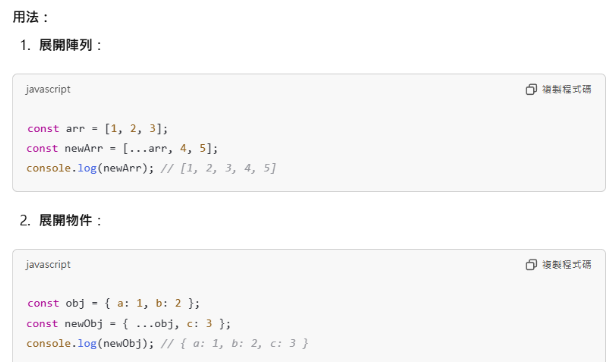 用法：
1. 展開陣列：
javascript
複製程式碼
const arr = [1, 2, 3];
const newArr = [...arr, 4, 5];
console.log(newArr); // [1, 2, 3, 4, 5]
2. 展開物件：
javascript
複製程式碼
const obj = { a: 1, b: 2 };
const newObj = { ...obj, c: 3 };
console.log(newObj); // { a: 1, b: 2, c: 3 }